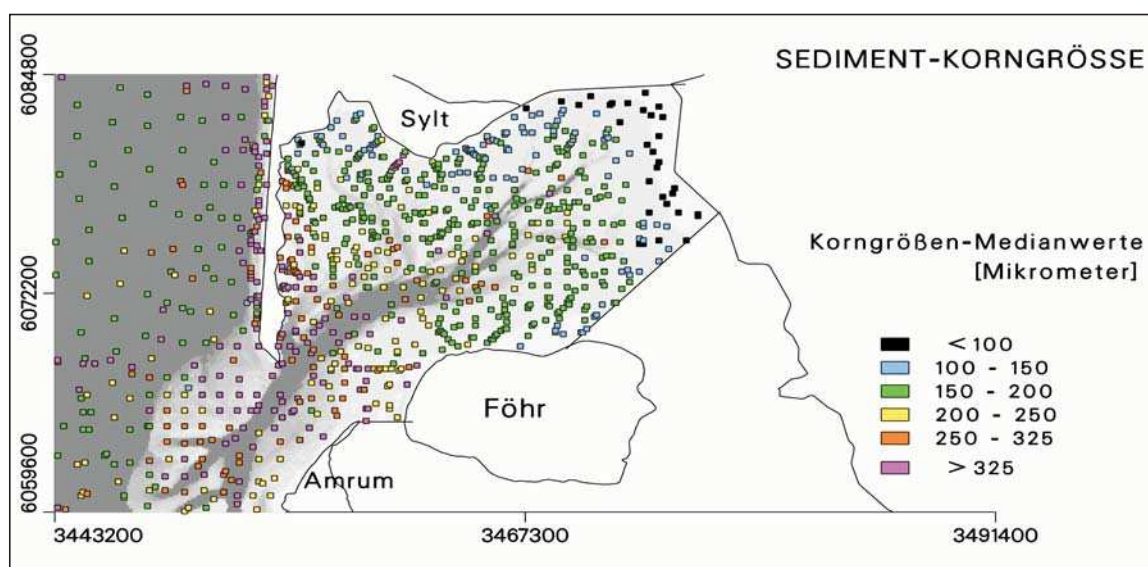 SEDIMENT-KORNGRÖSSE
6084800
Sylt
Korngrößen-Medianwerte
[Mikrometer]
6072200
<100
100 - 150
150 - 200
Föhr
200 - 250
250 - 325
>325
Amrum
6059600
3443200
3467300
3491400